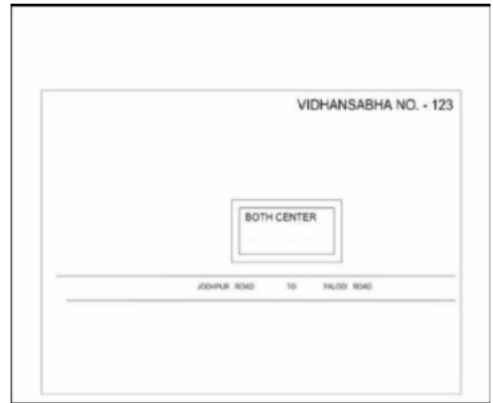 VIDHANSABHA NO. - 123
BOTH CENTER
JODHPUR ROAD TO PALODI ROAD